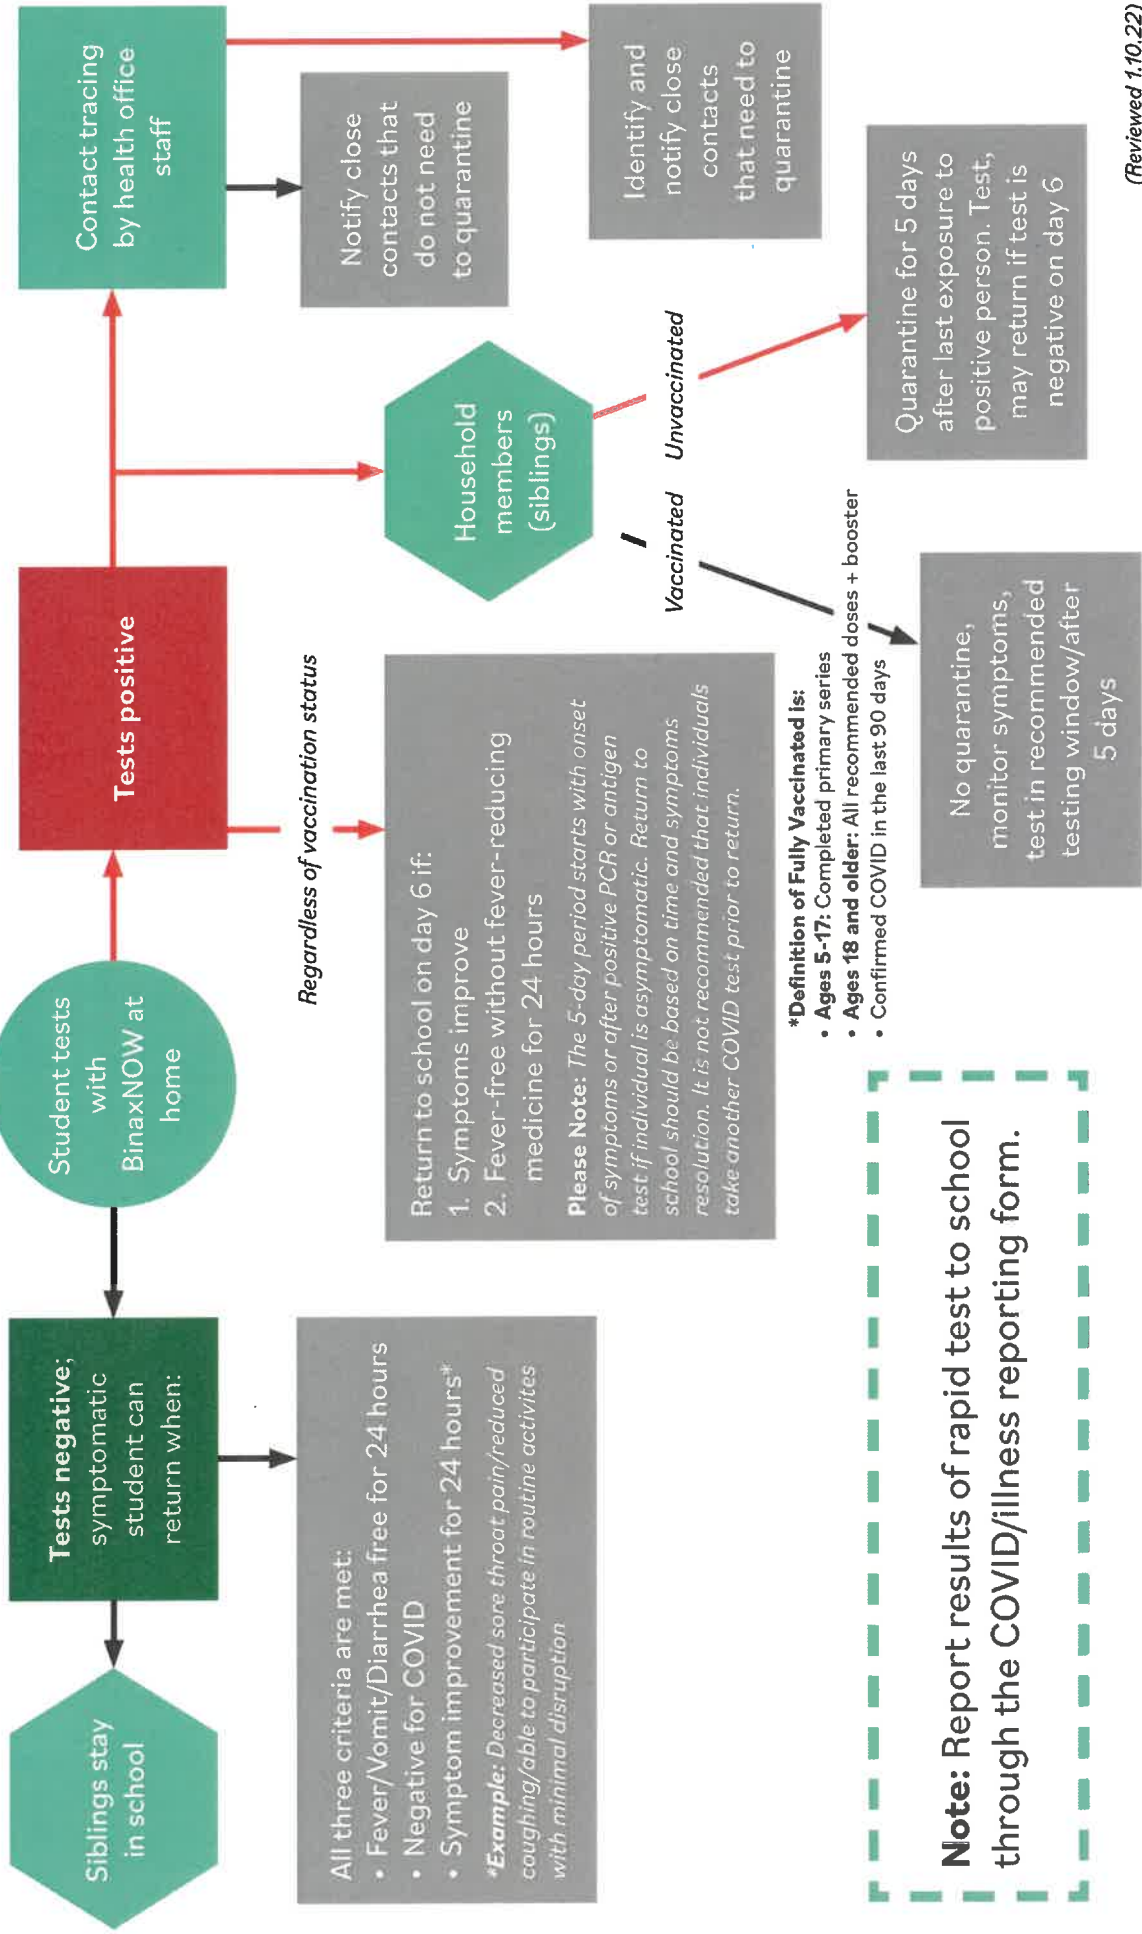 Siblings stay
in school
Tests negative;
symptomatic
student can
return when:
All three criteria are met:
• Fever/Vomit/Diarrhea free for 24 hours
• Negative for COVID
• Symptom improvement for 24 hours*
*Example: Decreased sore throat pain/reduced
coughing/able to participate in routine activites
with minimal disruption
Student tests
with
BinaxNOW at
home
Tests positive
Regardless of vaccination status
Return to school on day 6 if:
1. Symptoms improve
2. Fever-free without fever-reducing
medicine for 24 hours
Please Note: The 5-day period starts with onset
of symptoms or after positive PCR or antigen
test if individual is asymptomatic. Return to
school should be based on time and symptoms
resolution. It is not recommended that individuals
take another COVID test prior to return.
Contact tracing
by health office
staff
Notify close
contacts that
do not need
to quarantine
Identify and
notify close
contacts
that need to
quarantine
Household
members
(siblings)
Vaccinated
Unvaccinated
*Definition of Fully Vaccinated is:
• Ages 5-17: Completed primary series
• Ages 18 and older: All recommended doses + booster
• Confirmed COVID in the last 90 days
No quarantine,
monitor symptoms,
test in recommended
testing window/after
5 days
Quarantine for 5 days
after last exposure to
positive person. Test,
may return if test is
negative on day 6
Note: Report results of rapid test to school
through the COVID/illness reporting form.
(Reviewed 1.10.22)